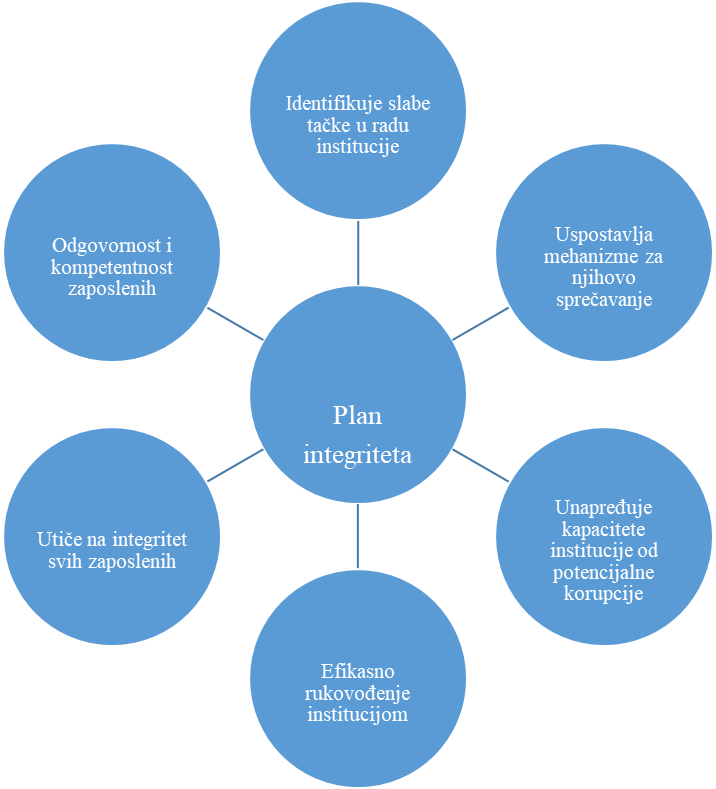 Identifikuje slabe
tačke u radu
institucije
Uspostavlja
mehanizme za
njihovo
sprečavanje
Unapređuje
kapacitete
institucije od
potencijalne
korupcije
Efikasno
rukovođenje
institucijom
Utiče na integritet
svih zaposlenih
Odgovornost i
kompetentnost
zaposlenih
Plan
integriteta